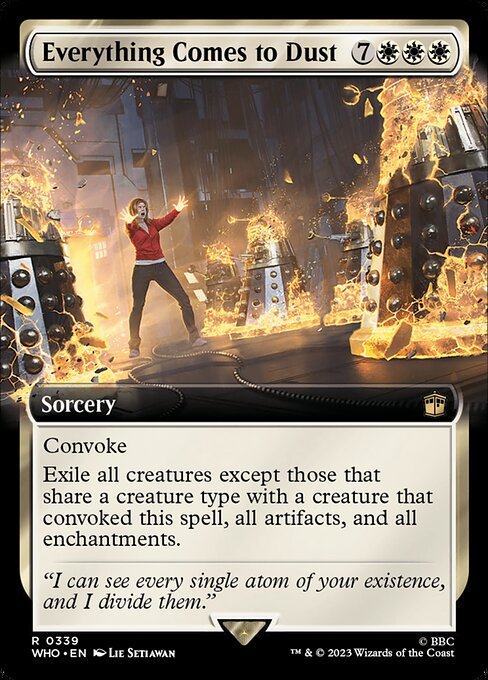 Everything Comes to Dust 7
Sorcery
Convoke
Exile all creatures except those that
share a creature type with a creature that
convoked this spell, all artifacts, and all
enchantments.
“I can see every single atom of your existence,
and I divide them.”
R 0339
WHO • EN Lie Setiawan
© BBC
™ & © 2023 Wizards of the Coast